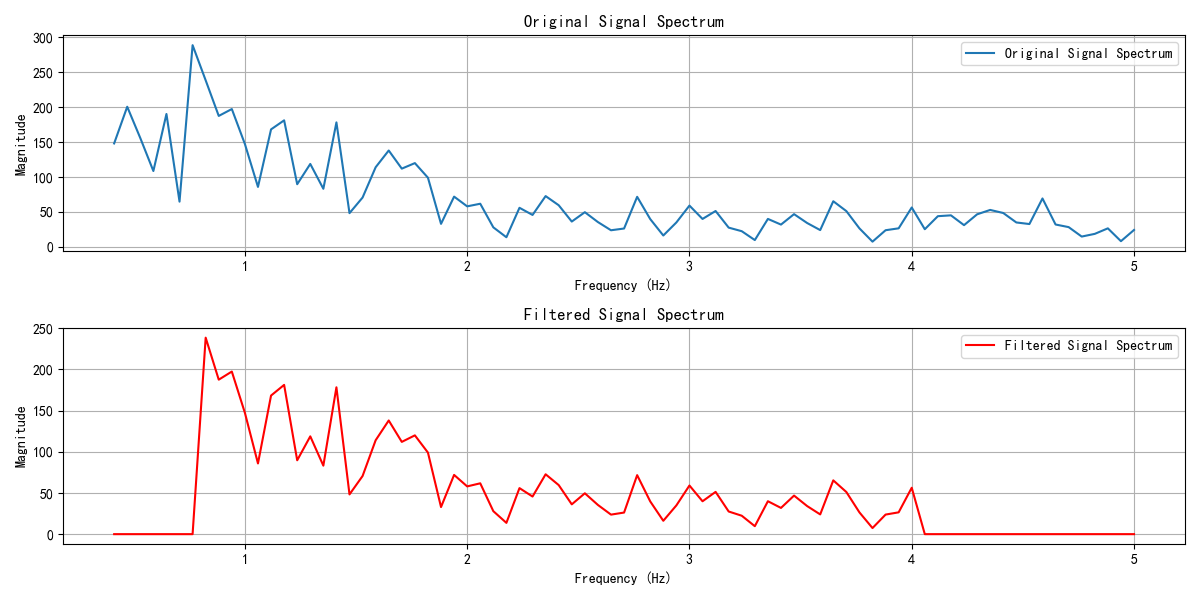 Original Signal Spectrum
300
250
200
150
100
50
0
Magnitude
Original Signal Spectrum
1
2
3
4
5
Frequency (Hz)
Filtered Signal Spectrum
250
200
150
100
50
0
Magnitude
Filtered Signal Spectrum
1
2
3
4
5
Frequency (Hz)